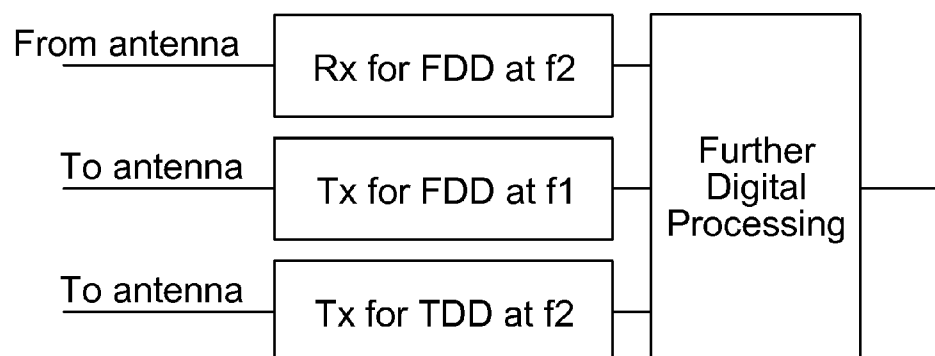 From antenna
Rx for FDD at f2
To antenna
Tx for FDD at f1
Further
Digital
Processing
To antenna
Tx for TDD at f2